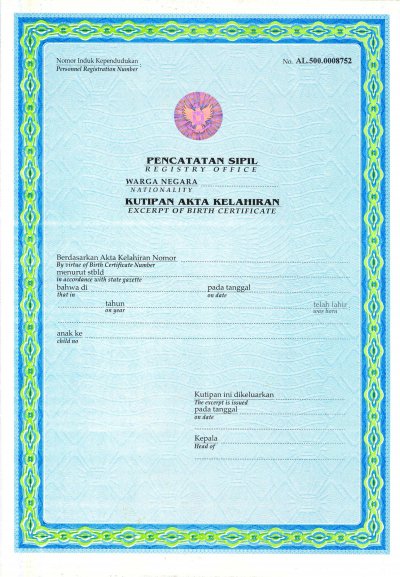 Nomor Induk Kependudukan :
Personnel Registration Number
No. AL.500.0008752
PENCATATAN SIPIL
REGISTRY OFFICE
WARGA NEGARA
NATIONALITY
KUTIPAN AKTA KELAHIRAN
EXCERPT OF BIRTH CERTIFICATE
Berdasarkan Akta Kelahiran Nomor
By virtue of Birth Certificate Number
menurut stbld
in accordance with state gazette
bahwa di pada tanggal
that in on date
tahun telah lahir
on year was born
anak ke
child no
Kutipan ini dikeluarkan
The excerpt is issued
pada tanggal
on date
Kepala
Head of